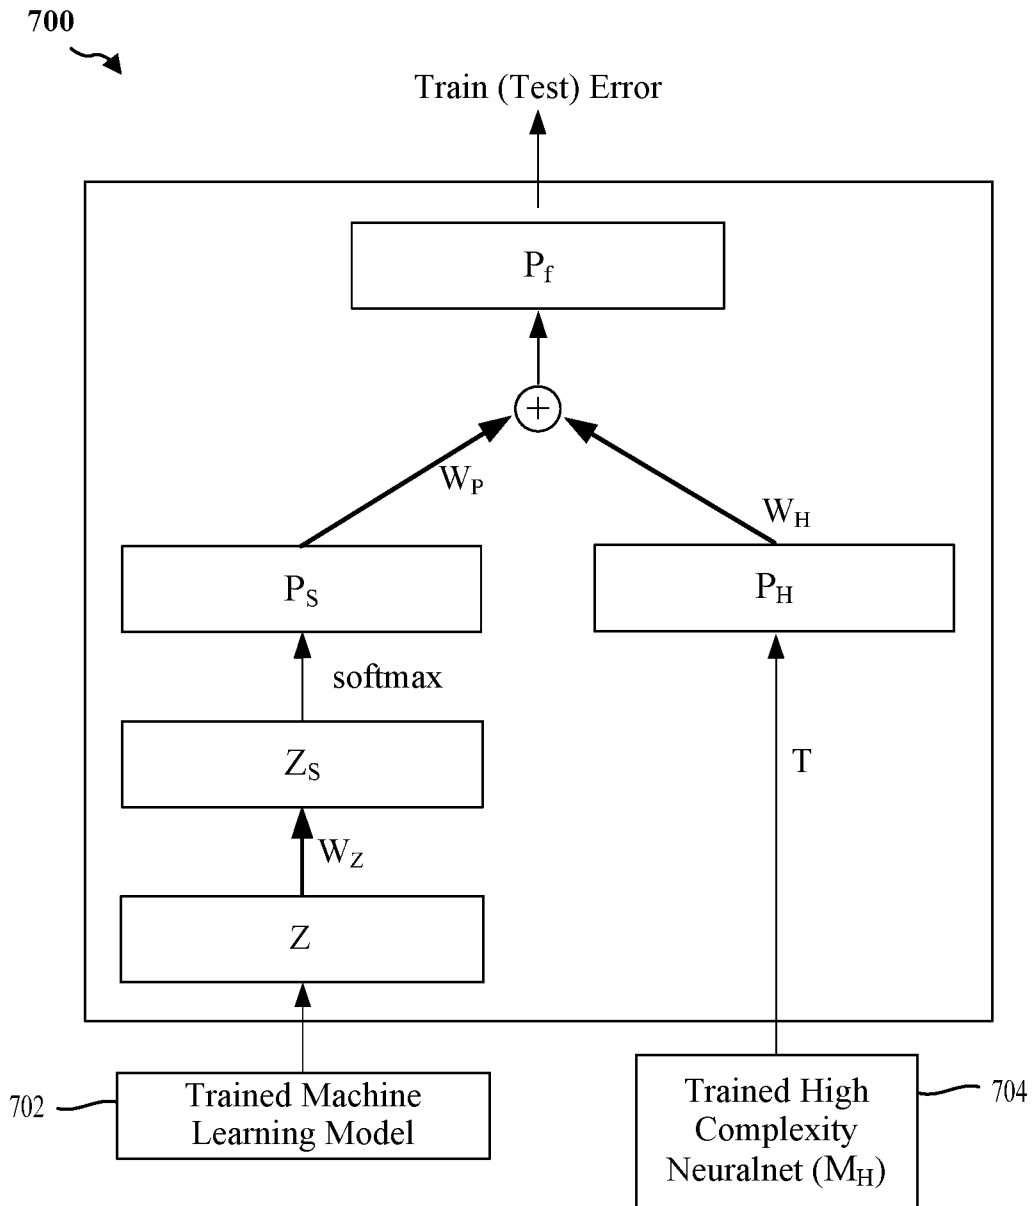 700
Train (Test) Error
P_f
+
W_P
W_H
P_S
P_H
softmax
Z_S
T
W_Z
Z
702
Trained Machine
Learning Model
Trained High
Complexity
Neuralnet (M_H)
704